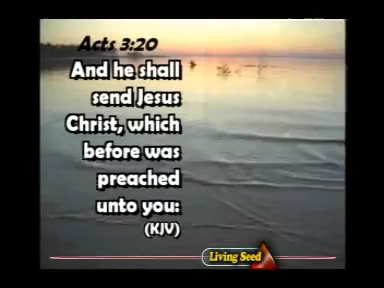 Acts 3:20
And he shall
send Jesus
Christ, which
before was
preached
unto you:
(KJV)
Living Seed